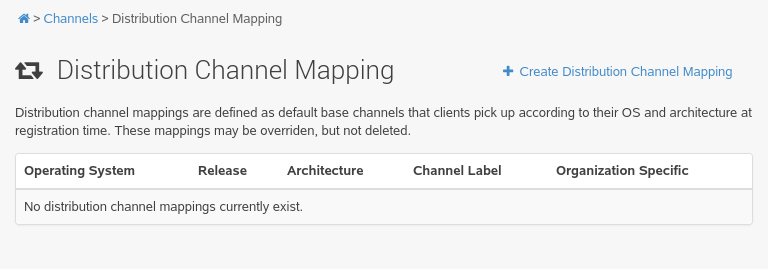 > Channels > Distribution Channel Mapping
Distribution Channel Mapping
+ Create Distribution Channel Mapping
Distribution channel mappings are defined as default base channels that clients pick up according to their OS and architecture at
registration time. These mappings may be overriden, but not deleted.
Operating System Release Architecture Channel Label Organization Specific
No distribution channel mappings currently exist.